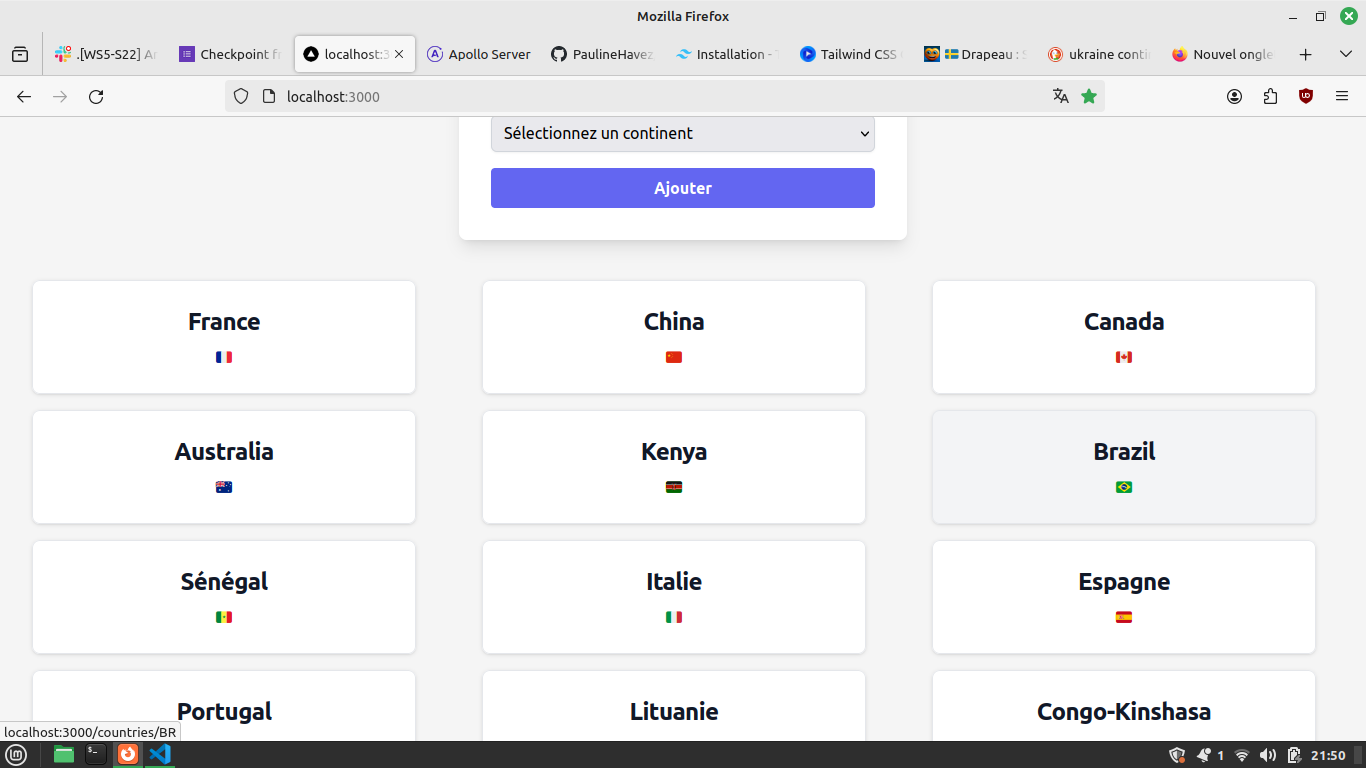 Mozilla Firefox
.[WS5-S22] Ar
Checkpoint fr
localhost:3
Apollo Server
PaulineHavez
Installation -
Tailwind CSS
Drapeau : S
ukraine conti
Nouvel ongle
localhost:3000
Sélectionnez un continent
Ajouter
France
China
Canada
Australia
Kenya
Brazil
Sénégal
Italie
Espagne
Portugal
Lituanie
Congo-Kinshasa
localhost:3000/countries/BR
1
21:50